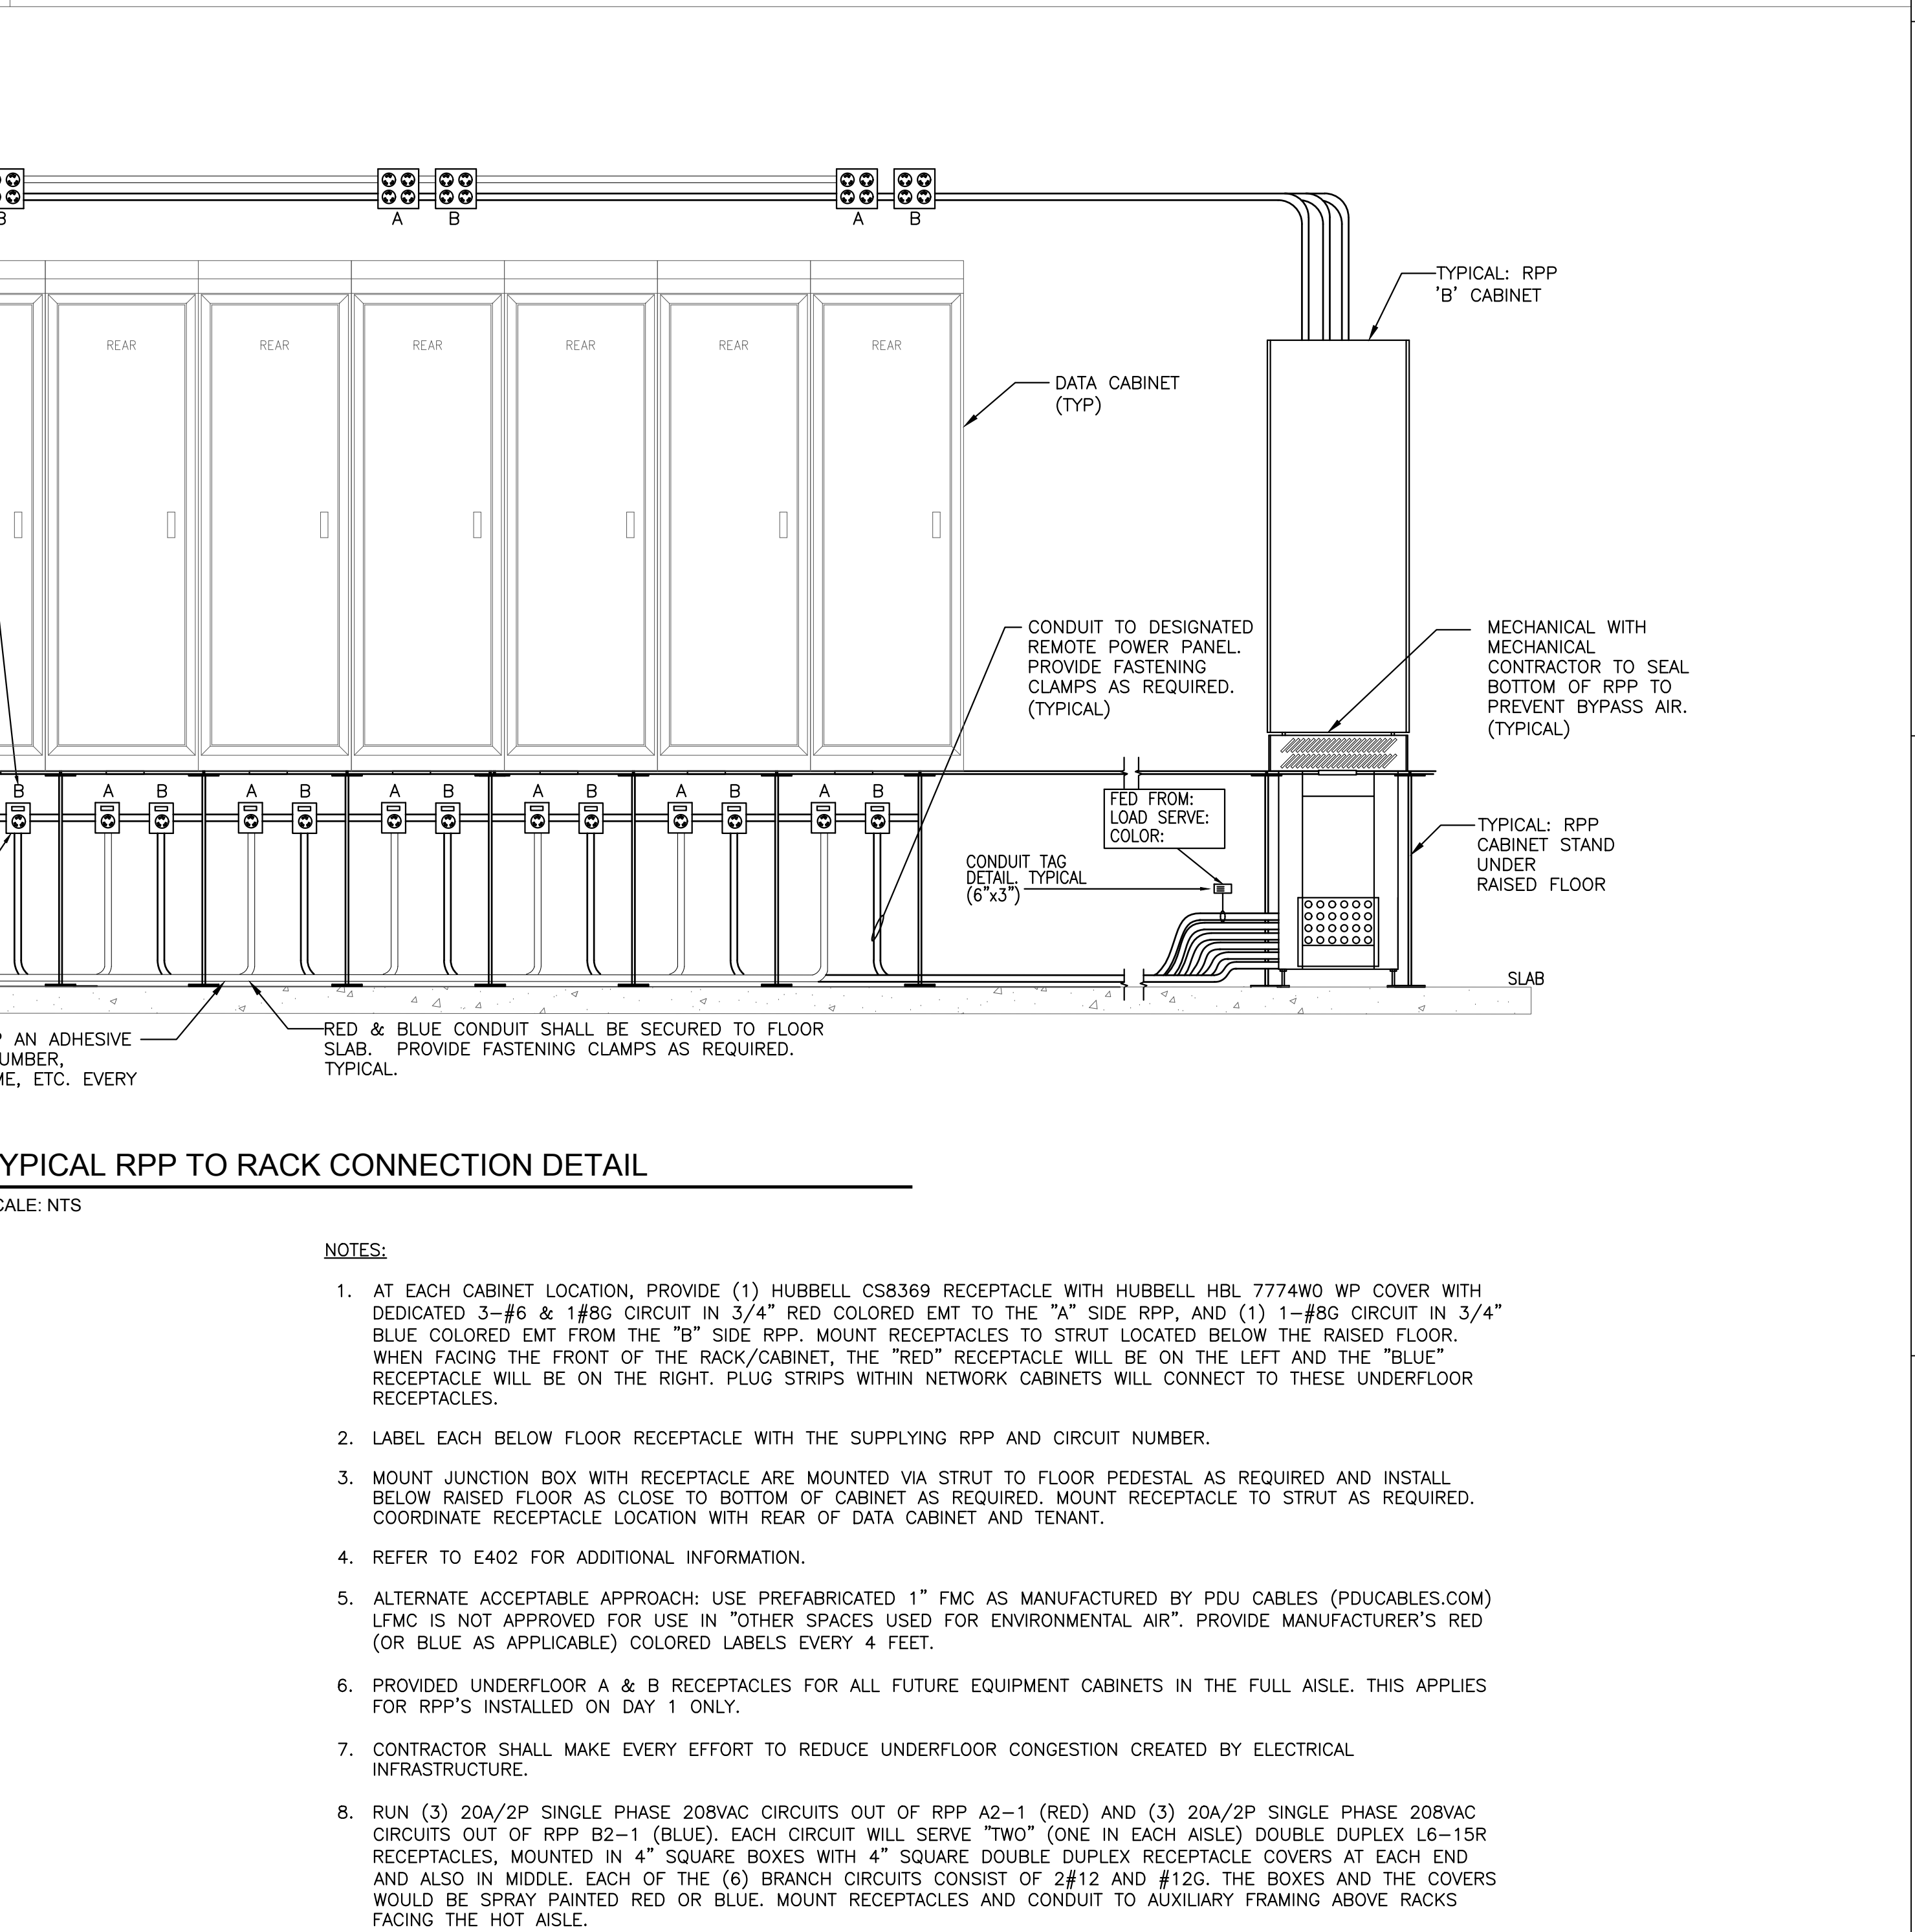 A B
A B
B
TYPICAL: RPP
'B' CABINET
REAR REAR REAR REAR REAR REAR
DATA CABINET
(TYP)
CONDUIT TO DESIGNATED
REMOTE POWER PANEL.
PROVIDE FASTENING
CLAMPS AS REQUIRED.
(TYPICAL)
MECHANICAL WITH
MECHANICAL
CONTRACTOR TO SEAL
BOTTOM OF RPP TO
PREVENT BYPASS AIR.
(TYPICAL)
B A B A B A B A B A B A B
FED FROM:
LOAD SERVE:
COLOR:
CONDUIT TAG
DETAIL. TYPICAL
(6"x3")
TYPICAL: RPP
CABINET STAND
UNDER
RAISED FLOOR
SLAB
AN ADHESIVE
UMBER,
ME, ETC. EVERY
RED & BLUE CONDUIT SHALL BE SECURED TO FLOOR
SLAB. PROVIDE FASTENING CLAMPS AS REQUIRED.
TYPICAL.
YPICAL RPP TO RACK CONNECTION DETAIL
CALE: NTS
NOTES:
1. AT EACH CABINET LOCATION, PROVIDE (1) HUBBELL CS8369 RECEPTACLE WITH HUBBELL HBL 7774WO WP COVER WITH
DEDICATED 3-#6 & 1#8G CIRCUIT IN 3/4" RED COLORED EMT TO THE "A" SIDE RPP, AND (1) 1-#8G CIRCUIT IN 3/4"
BLUE COLORED EMT FROM THE "B" SIDE RPP. MOUNT RECEPTACLES TO STRUT LOCATED BELOW THE RAISED FLOOR.
WHEN FACING THE FRONT OF THE RACK/CABINET, THE "RED" RECEPTACLE WILL BE ON THE LEFT AND THE "BLUE"
RECEPTACLE WILL BE ON THE RIGHT. PLUG STRIPS WITHIN NETWORK CABINETS WILL CONNECT TO THESE UNDERFLOOR
RECEPTACLES.
2. LABEL EACH BELOW FLOOR RECEPTACLE WITH THE SUPPLYING RPP AND CIRCUIT NUMBER.
3. MOUNT JUNCTION BOX WITH RECEPTACLE ARE MOUNTED VIA STRUT TO FLOOR PEDESTAL AS REQUIRED AND INSTALL
BELOW RAISED FLOOR AS CLOSE TO BOTTOM OF CABINET AS REQUIRED. MOUNT RECEPTACLE TO STRUT AS REQUIRED.
COORDINATE RECEPTACLE LOCATION WITH REAR OF DATA CABINET AND TENANT.
4. REFER TO E402 FOR ADDITIONAL INFORMATION.
5. ALTERNATE ACCEPTABLE APPROACH: USE PREFABRICATED 1" FMC AS MANUFACTURED BY PDU CABLES (PDUCABLES.COM)
LFMC IS NOT APPROVED FOR USE IN "OTHER SPACES USED FOR ENVIRONMENTAL AIR". PROVIDE MANUFACTURER'S RED
(OR BLUE AS APPLICABLE) COLORED LABELS EVERY 4 FEET.
6. PROVIDED UNDERFLOOR A & B RECEPTACLES FOR ALL FUTURE EQUIPMENT CABINETS IN THE FULL AISLE. THIS APPLIES
FOR RPP'S INSTALLED ON DAY 1 ONLY.
7. CONTRACTOR SHALL MAKE EVERY EFFORT TO REDUCE UNDERFLOOR CONGESTION CREATED BY ELECTRICAL
INFRASTRUCTURE.
8. RUN (3) 20A/2P SINGLE PHASE 208VAC CIRCUITS OUT OF RPP A2-1 (RED) AND (3) 20A/2P SINGLE PHASE 208VAC
CIRCUITS OUT OF RPP B2-1 (BLUE). EACH CIRCUIT WILL SERVE "TWO" (ONE IN EACH AISLE) DOUBLE DUPLEX L6-15R
RECEPTACLES, MOUNTED IN 4" SQUARE BOXES WITH 4" SQUARE DOUBLE DUPLEX RECEPTACLE COVERS AT EACH END
AND ALSO IN MIDDLE. EACH OF THE (6) BRANCH CIRCUITS CONSIST OF 2#12 AND #12G. THE BOXES AND THE COVERS
WOULD BE SPRAY PAINTED RED OR BLUE. MOUNT RECEPTACLES AND CONDUIT TO AUXILIARY FRAMING ABOVE RACKS
FACING THE HOT AISLE.